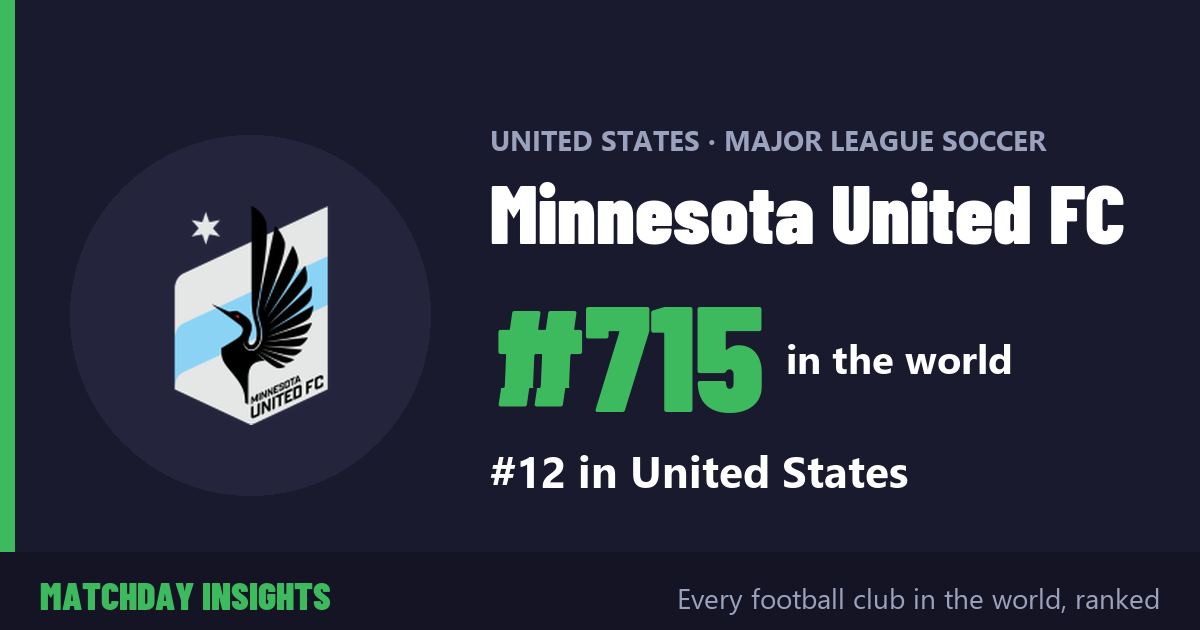 UNITED STATES · MAJOR LEAGUE SOCCER
Minnesota United FC
#715 in the world
#12 in United States
MINNESOTA
UNITED FC
MATCHDAY INSIGHTS
Every football club in the world, ranked